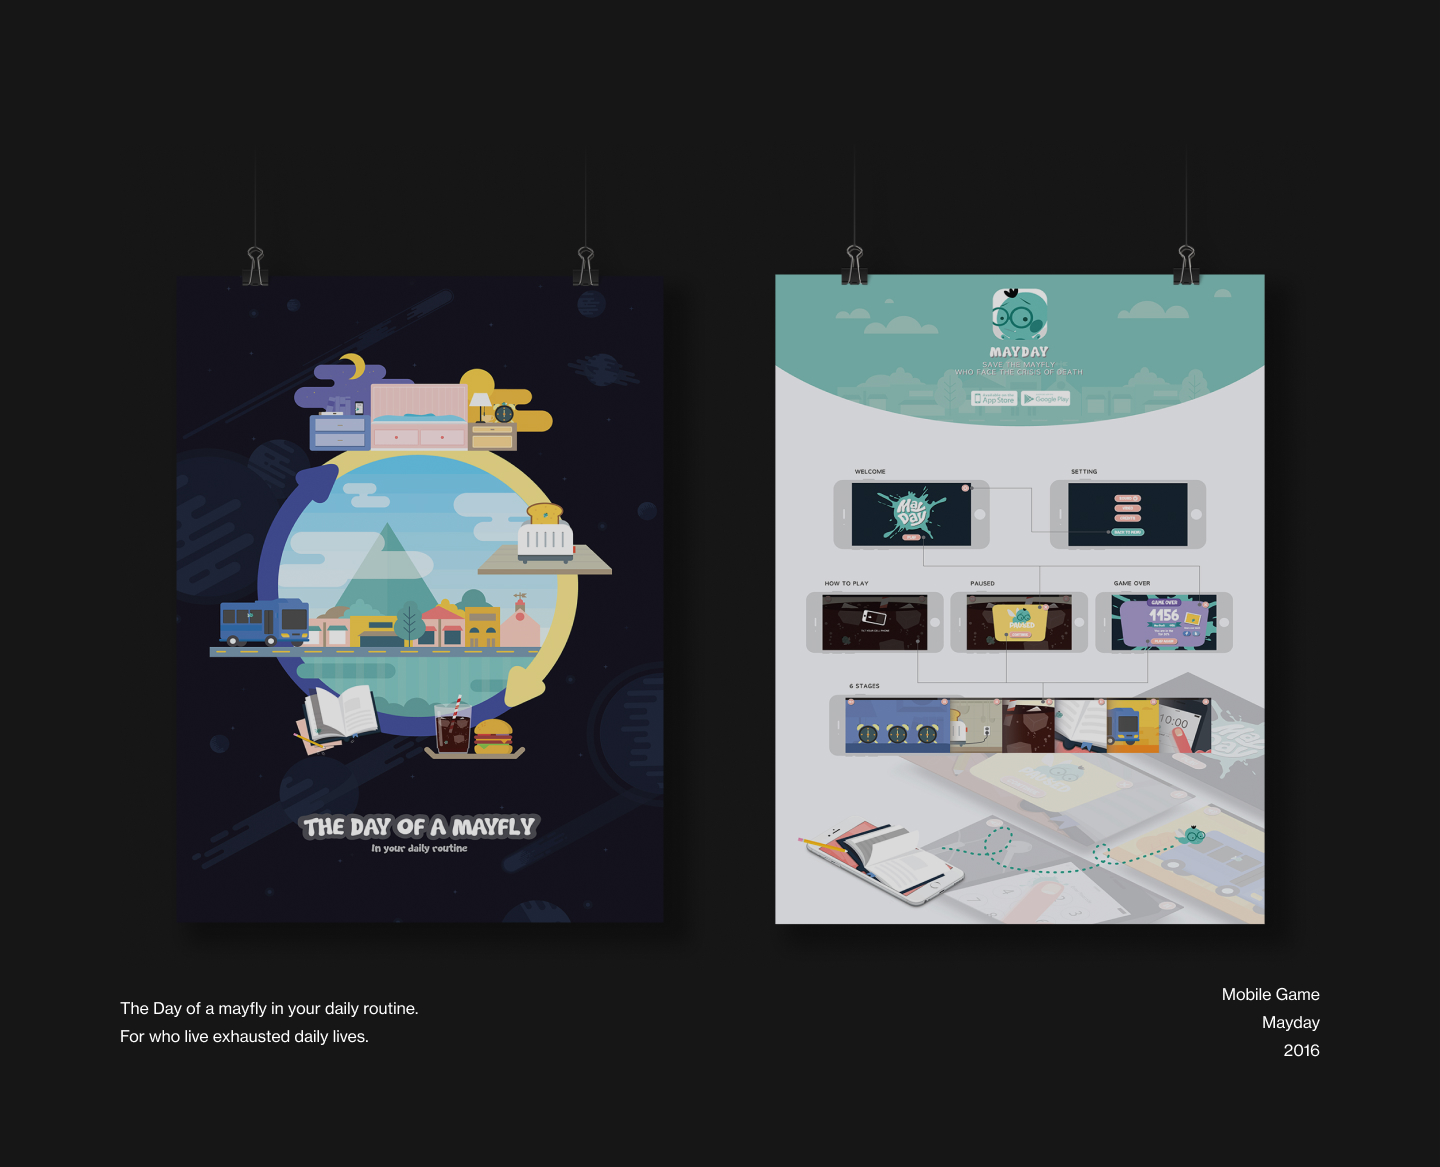 THE DAY OF A MAYFLY
In your daily routine
MAYDAY
SAVE THE MAYFLY
WHO FACE THE CRISIS OF DEATH
App Store
Google Play
WELCOME
SETTING
May Day
BACK TO MENU
HOW TO PLAY
PAUSED
GAME OVER
PAUSED
GAME OVER
1156
6 STAGES
10:00
The Day of a mayfly in your daily routine.
For who live exhausted daily lives.
Mobile Game
Mayday
2016